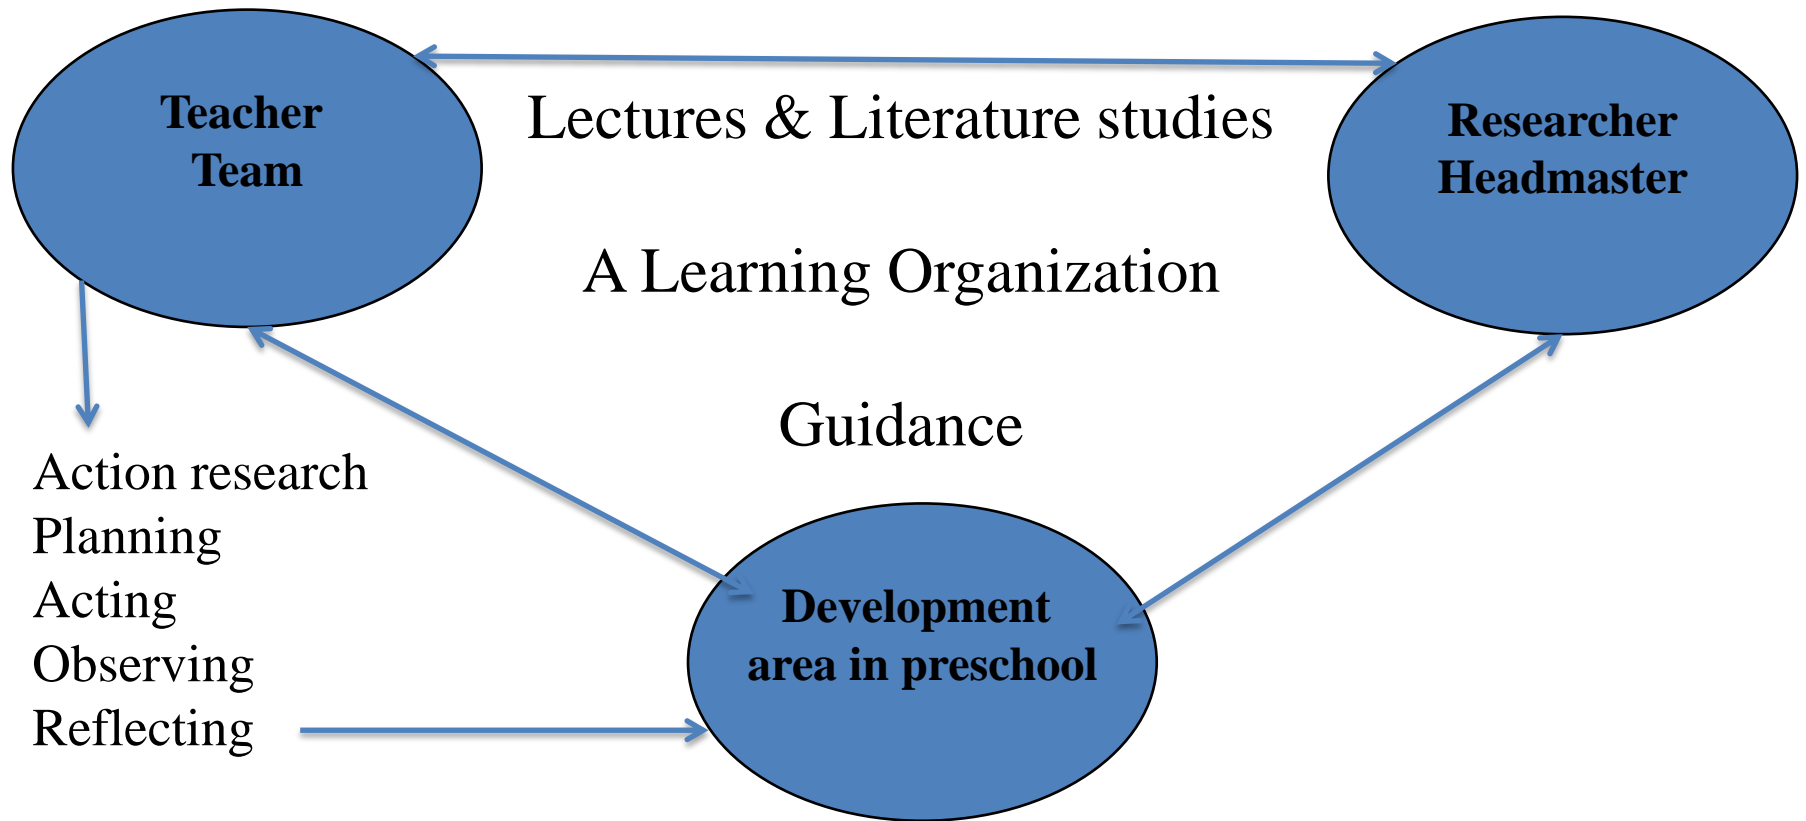 Teacher
Team
Lectures & Literature studies
Researcher
Headmaster
A Learning Organization
Guidance
Action research
Planning
Acting
Observing
Reflecting
Development
area in preschool